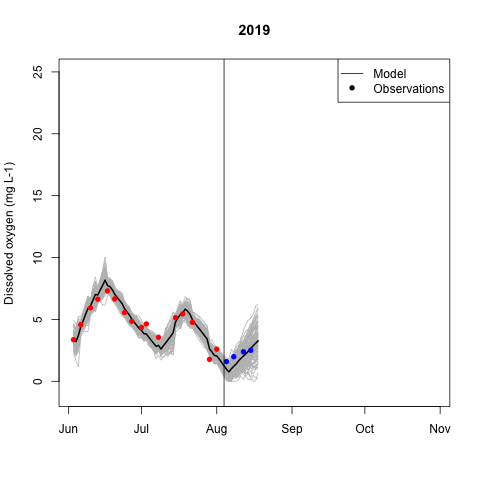 2019
Model
Observations
Dissolved oxygen (mg L-1)
25
20
15
10
5
0
Jun Jul Aug Sep Oct Nov